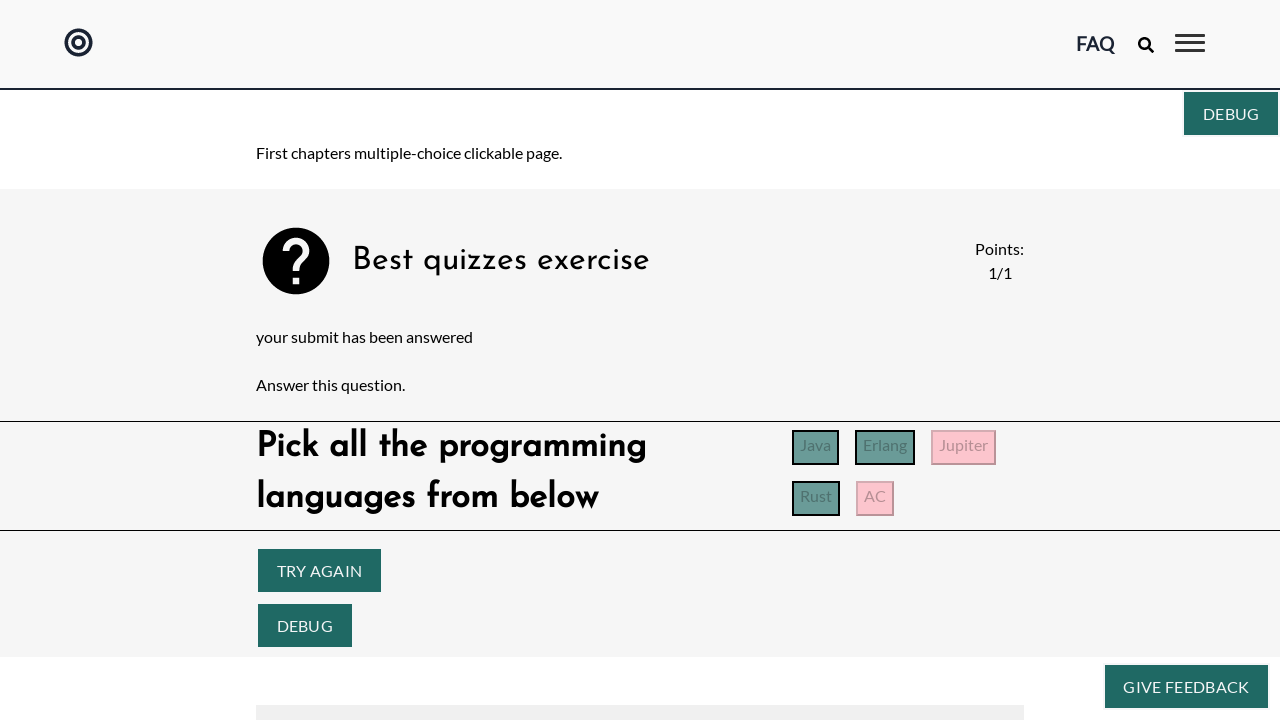 FAQ
DEBUG
First chapters multiple-choice clickable page.
Best quizzes exercise
Points:
1/1
your submit has been answered
Answer this question.
Pick all the programming
languages from below
Java Erlang Jupiter
Rust AC
TRY AGAIN
DEBUG
GIVE FEEDBACK